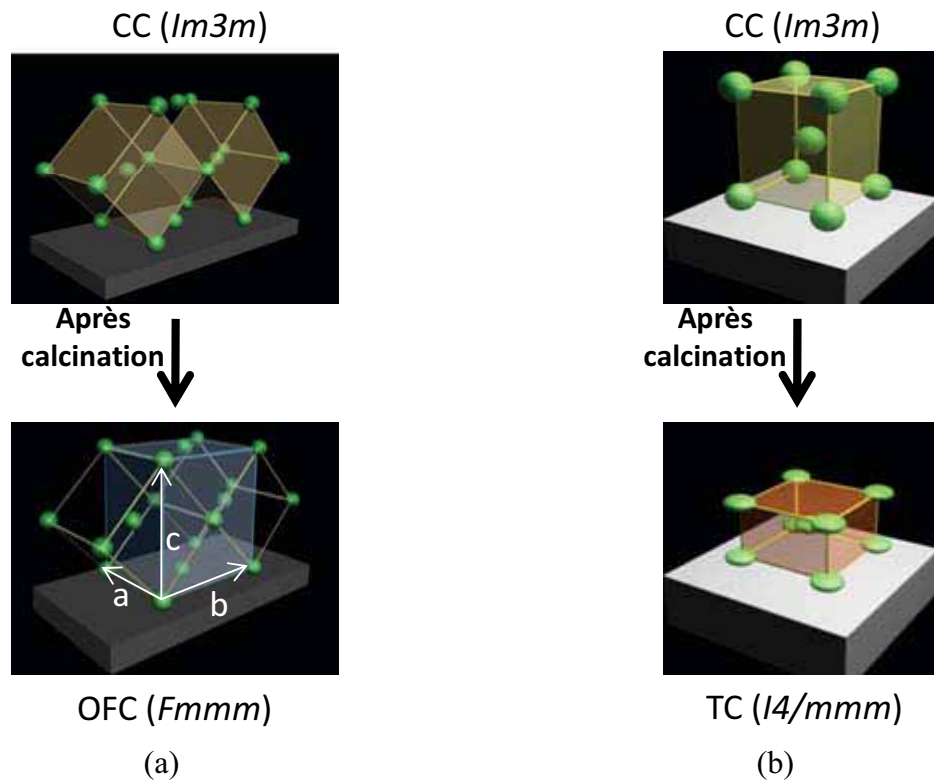 CC (Im3m)
Après
calcination
a
b
c
OFC (Fmmm)
(a)
CC (Im3m)
Après
calcination
TC (I4/mmm)
(b)